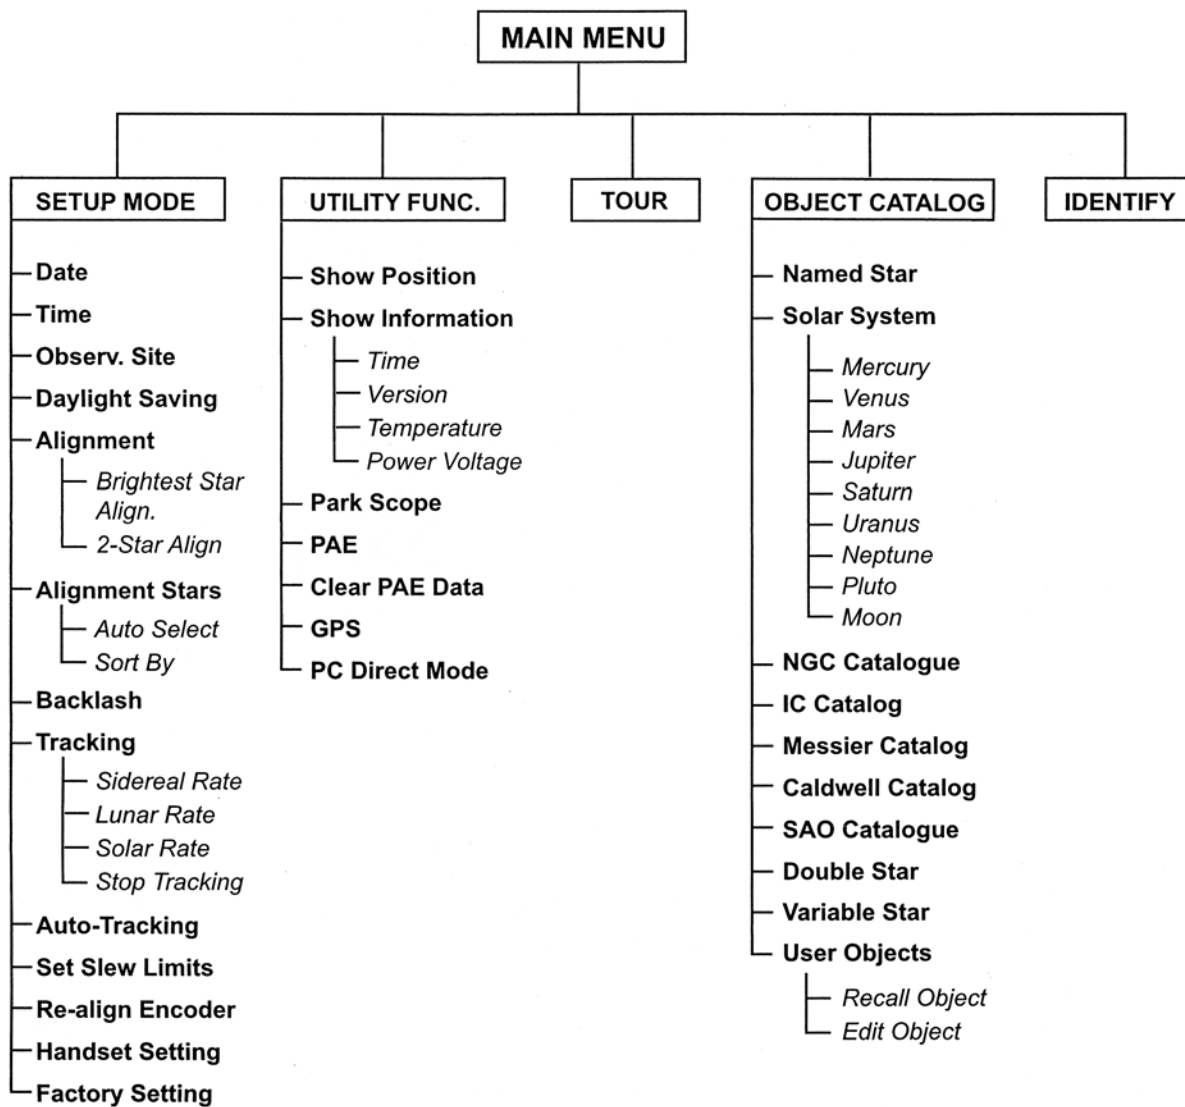 MAIN MENU
SETUP MODE
Date
Time
Observ. Site
Daylight Saving
Alignment
Brightest Star
Align.
2-Star Align
Alignment Stars
Auto Select
Sort By
Backlash
Tracking
Sidereal Rate
Lunar Rate
Solar Rate
Stop Tracking
Auto-Tracking
Set Slew Limits
Re-align Encoder
Handset Setting
Factory Setting
UTILITY FUNC.
Show Position
Show Information
Time
Version
Temperature
Power Voltage
Park Scope
PAE
Clear PAE Data
GPS
PC Direct Mode
TOUR
OBJECT CATALOG
Named Star
Solar System
Mercury
Venus
Mars
Jupiter
Saturn
Uranus
Neptune
Pluto
Moon
NGC Catalogue
IC Catalog
Messier Catalog
Caldwell Catalog
SAO Catalogue
Double Star
Variable Star
User Objects
Recall Object
Edit Object
IDENTIFY